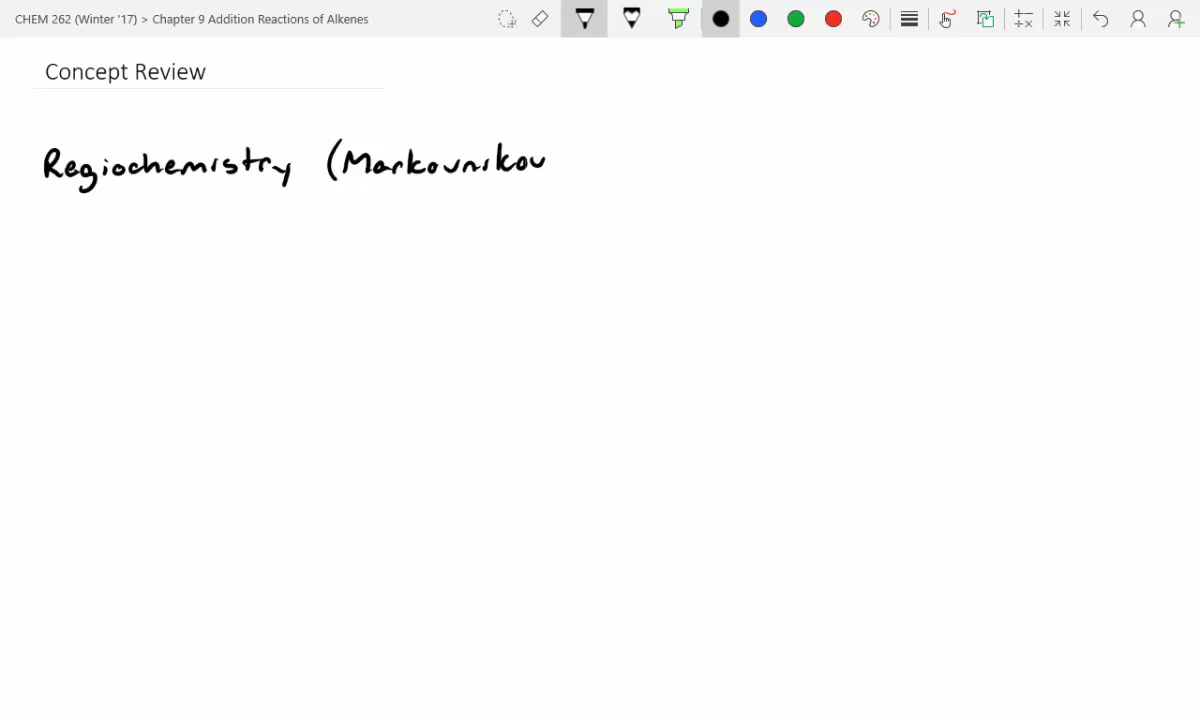 CHEM 262 (Winter '17) > Chapter 9 Addition Reactions of Alkenes
Concept Review
Regiochemistry (Markovnikov